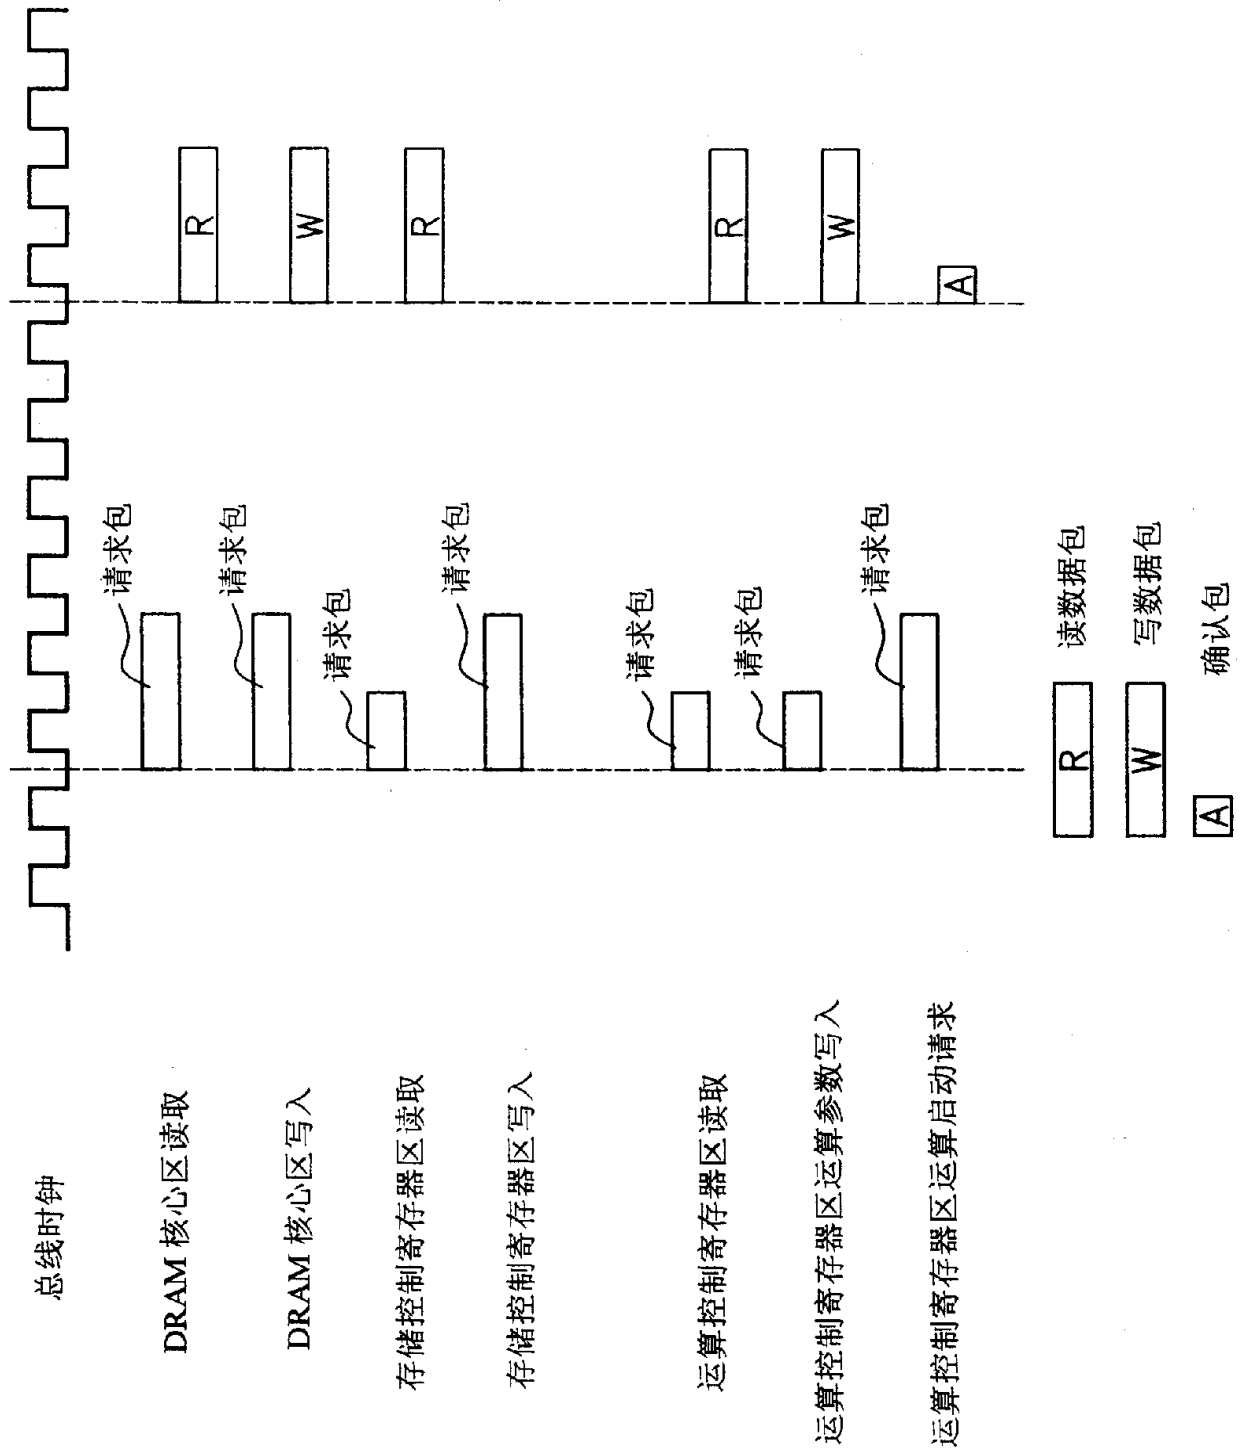 总线时钟
DRAM 核心区读取
请求包
R
DRAM 核心区写入
请求包
W
存储控制寄存器区读取
请求包
R
存储控制寄存器区写入
请求包
运算控制寄存器区读取
请求包
R
运算控制寄存器区运算参数写入
请求包
W
运算控制寄存器区运算启动请求
请求包
A
R 读数据包
W 写数据包
A 确认包